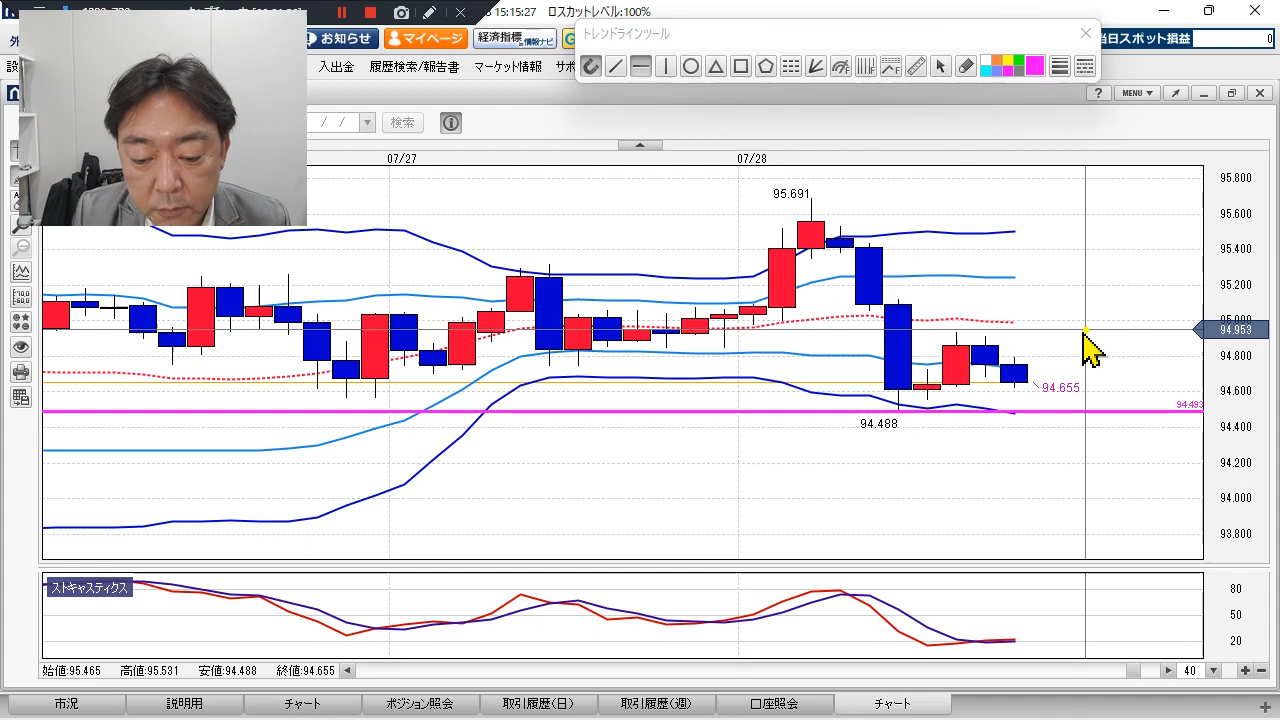 15:15:27 ロスカットレベル:100%
トレンドラインツール
お知らせ
マイページ
経済指標
情報ナビ
当日スポット損益
0
入出金
履歴検索/報告書
マーケット情報
/ /
検索
?
MENU
07/27
07/28
95.691
94.655
94.493
94.488
95.800
95.600
95.400
95.200
94.953
94.800
94.600
94.400
94.200
94.000
93.800
ストキャスティクス
80
50
20
始値:95.465
高値:95.531
安値:94.488
終値:94.655
40
市況
説明用
チャート
ポジション照会
取引履歴(日)
取引履歴(週)
口座照会
チャート